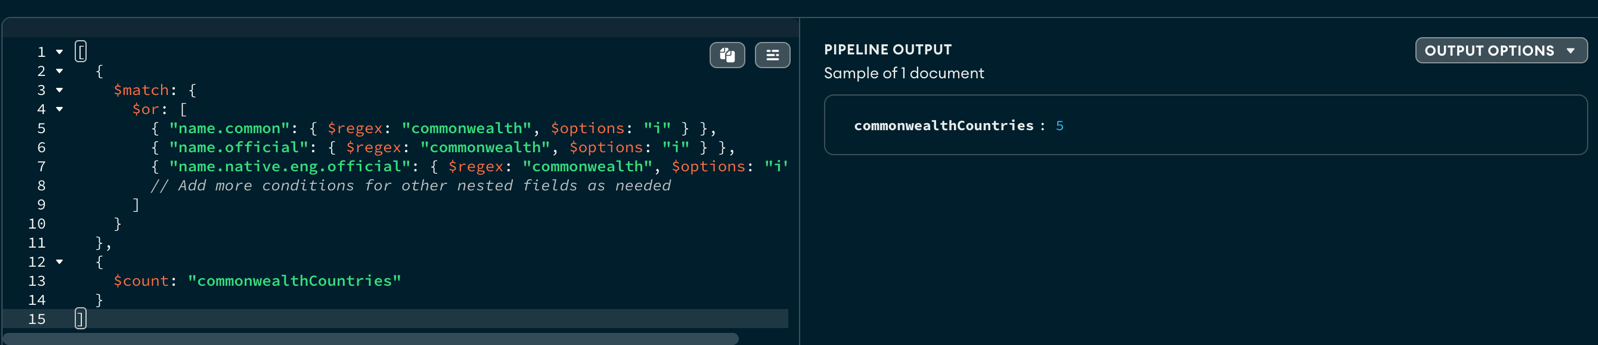 1 [
2 {
3 $match: {
4 $or: [
5 { "name.common": { $regex: "commonwealth", $options: "i" } },
6 { "name.official": { $regex: "commonwealth", $options: "i" } },
7 { "name.native.eng.official": { $regex: "commonwealth", $options: "i"
8 // Add more conditions for other nested fields as needed
9 ]
10 }
11 },
12 {
13 $count: "commonwealthCountries"
14 }
15 ]
PIPELINE OUTPUT
OUTPUT OPTIONS
Sample of 1 document
commonwealthCountries : 5